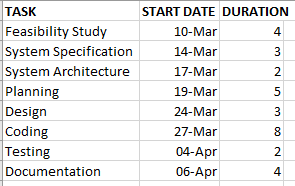 TASK START DATE DURATION
Feasibility Study 10-Mar 4
System Specification 14-Mar 3
System Architecture 17-Mar 2
Planning 19-Mar 5
Design 24-Mar 3
Coding 27-Mar 8
Testing 04-Apr 2
Documentation 06-Apr 4